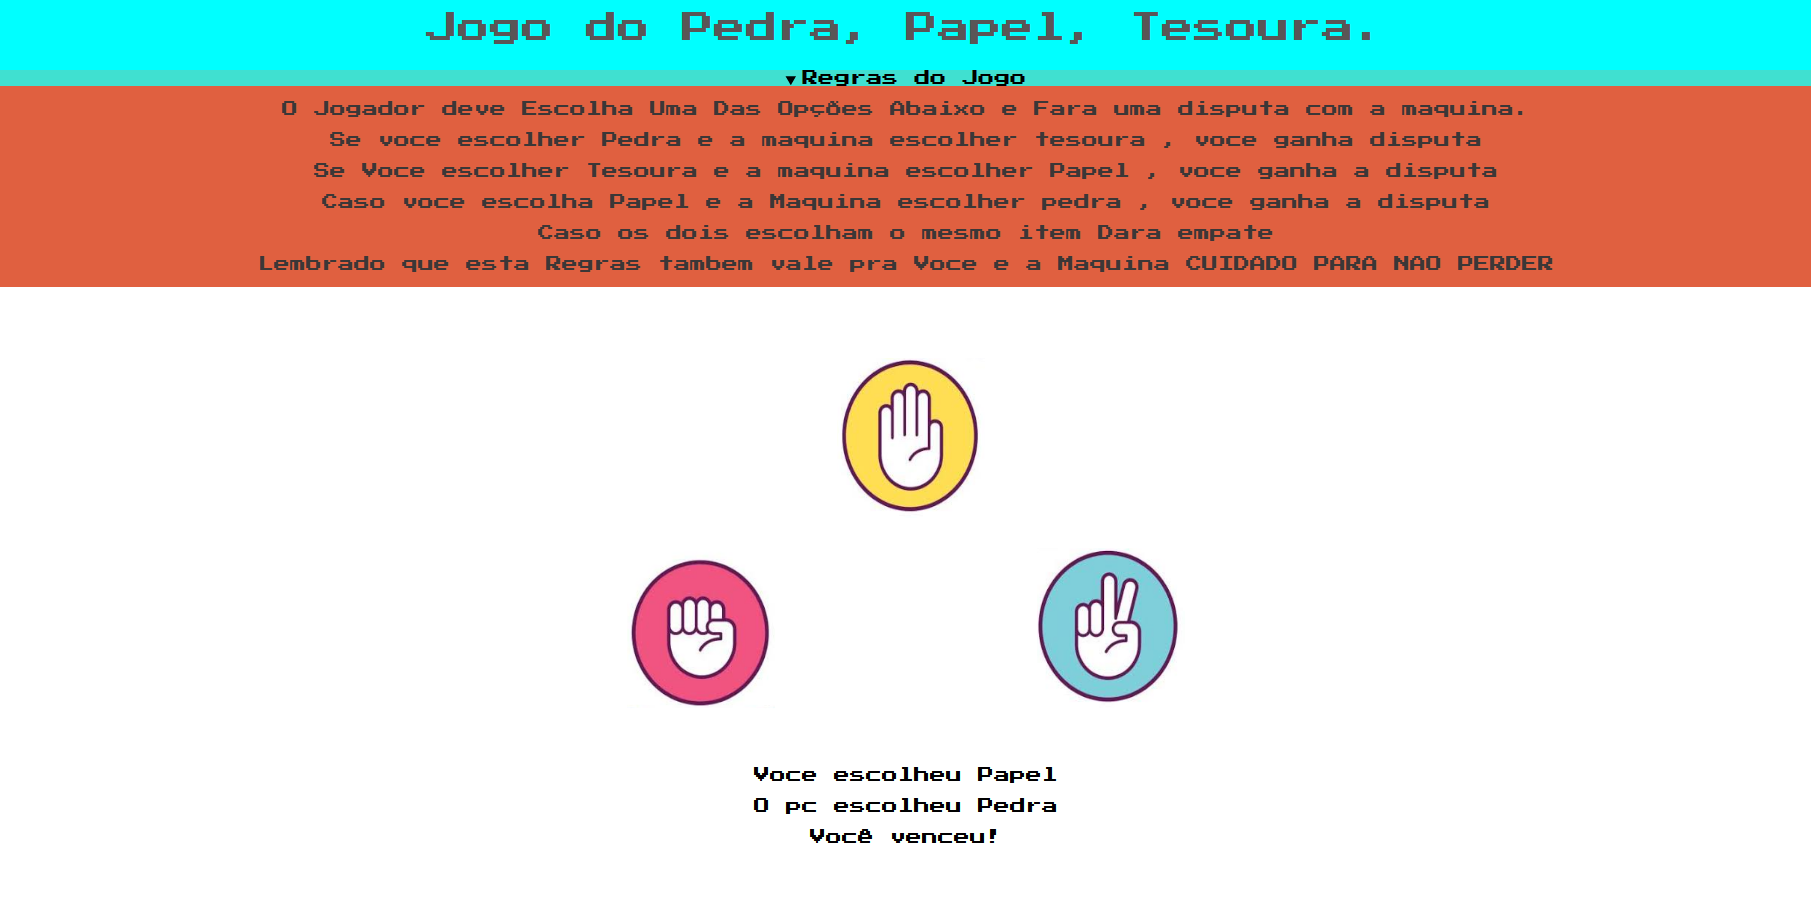 Jogo do Pedra, Papel, Tesoura.
▼Regras do Jogo
O Jogador deve Escolha Uma Das Opções Abaixo e Fara uma disputa com a maquina.
Se voce escolher Pedra e a maquina escolher tesoura , voce ganha disputa
Se Voce escolher Tesoura e a maquina escolher Papel , voce ganha a disputa
Caso voce escolha Papel e a Maquina escolher pedra , voce ganha a disputa
Caso os dois escolham o mesmo item Dara empate
Lembrado que esta Regras tambem vale pra Voce e a Maquina CUIDADO PARA NAO PERDER
Voce escolheu Papel
O pc escolheu Pedra
Você venceu!